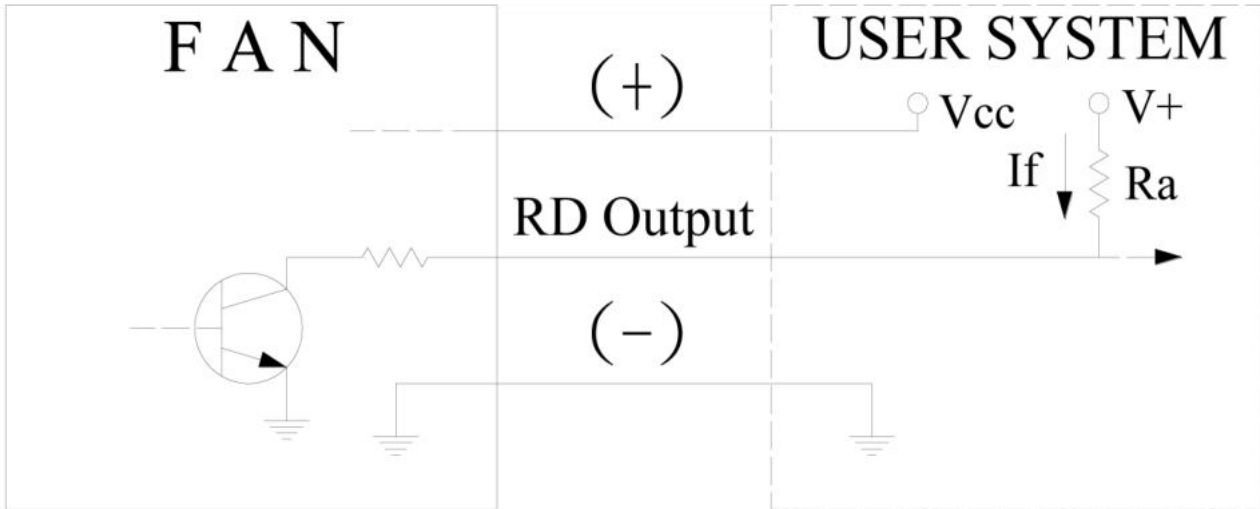 F A N
USER SYSTEM
(+)
Vcc
V+
If
Ra
RD Output
(-)